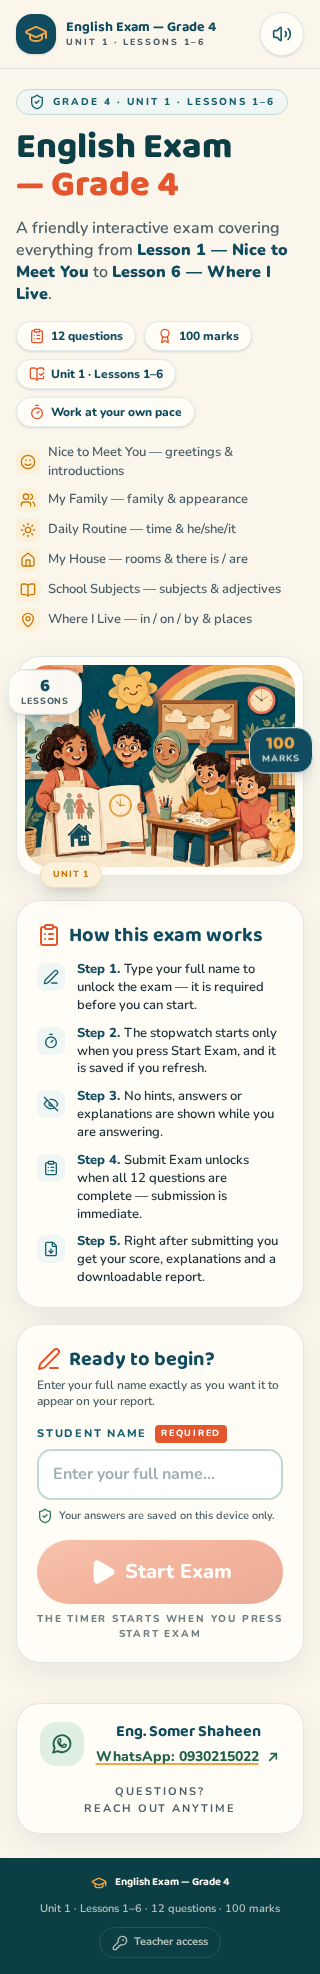 English Exam — Grade 4
UNIT 1 · LESSONS 1–6
GRADE 4 · UNIT 1 · LESSONS 1–6
English Exam
— Grade 4
A friendly interactive exam covering
everything from Lesson 1 — Nice to
Meet You to Lesson 6 — Where I
Live.
12 questions
100 marks
Unit 1 · Lessons 1–6
Work at your own pace
Nice to Meet You — greetings &
introductions
My Family — family & appearance
Daily Routine — time & he/she/it
My House — rooms & there is / are
School Subjects — subjects & adjectives
Where I Live — in / on / by & places
6
LESSONS
100
MARKS
UNIT 1
How this exam works
Step 1. Type your full name to
unlock the exam — it is required
before you can start.
Step 2. The stopwatch starts only
when you press Start Exam, and it
is saved if you refresh.
Step 3. No hints, answers or
explanations are shown while you
are answering.
Step 4. Submit Exam unlocks
when all 12 questions are
complete — submission is
immediate.
Step 5. Right after submitting you
get your score, explanations and a
downloadable report.
Ready to begin?
Enter your full name exactly as you want it to
appear on your report.
STUDENT NAME REQUIRED
Enter your full name...
Your answers are saved on this device only.
Start Exam
THE TIMER STARTS WHEN YOU PRESS
START EXAM
Eng. Somer Shaheen
WhatsApp: 0930215022
QUESTIONS?
REACH OUT ANYTIME
English Exam — Grade 4
Unit 1 · Lessons 1–6 · 12 questions · 100 marks
Teacher access